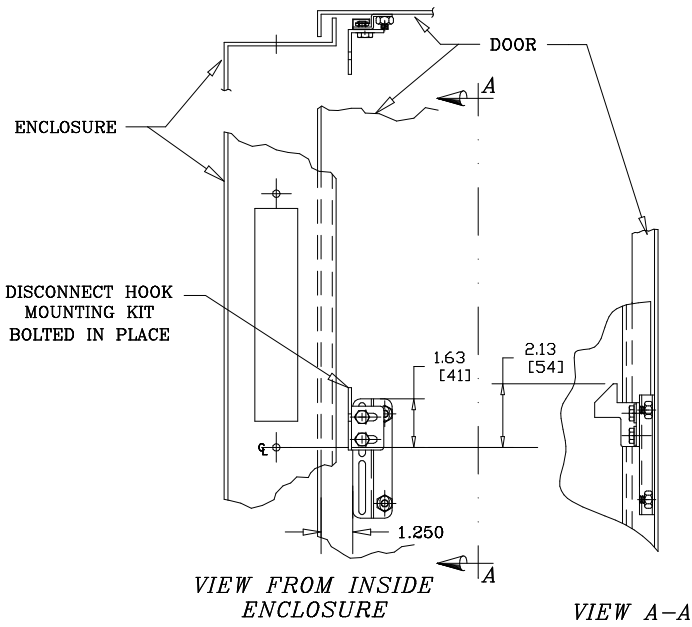 DOOR
A
ENCLOSURE
DISCONNECT HOOK
MOUNTING KIT
BOLTED IN PLACE
1.63
[41]
2.13
[54]
℄
1.250
A
VIEW FROM INSIDE
ENCLOSURE
VIEW A-A